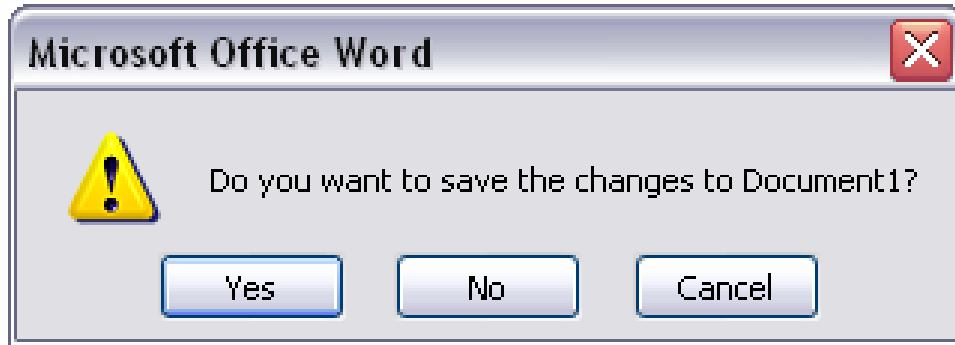 Microsoft Office Word
Do you want to save the changes to Document1?
Yes No Cancel